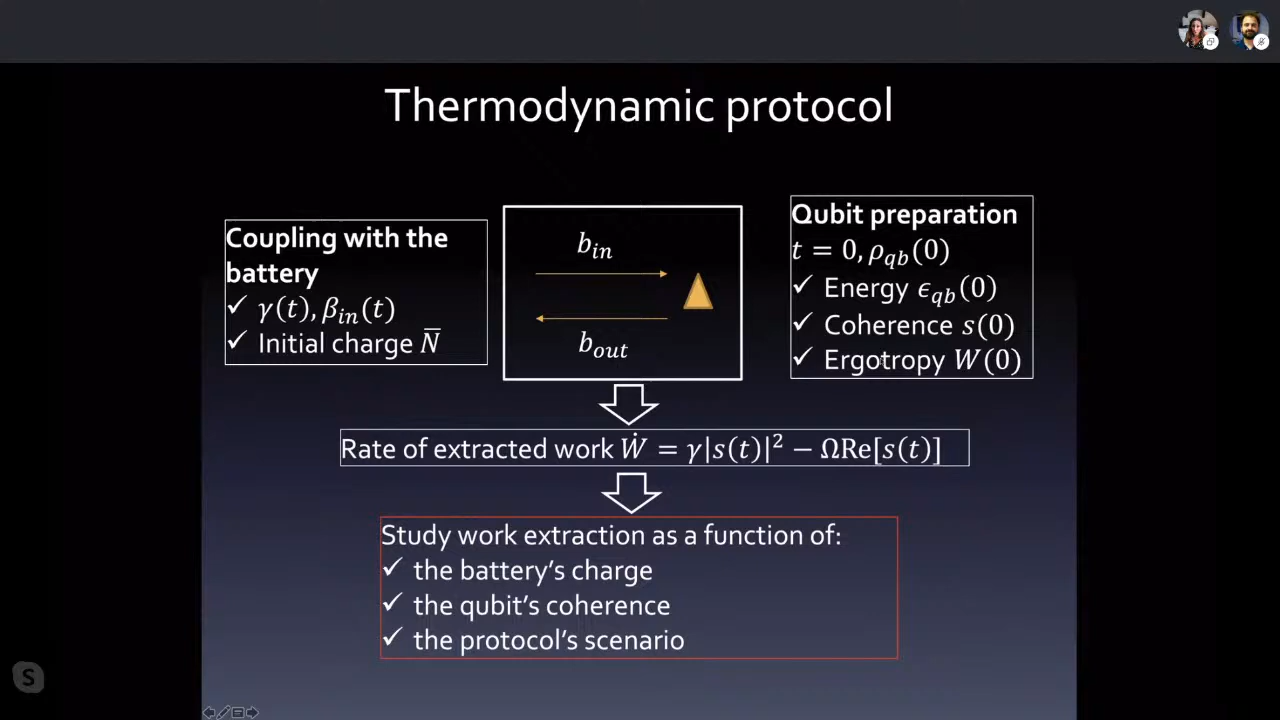 Thermodynamic protocol
Coupling with the
battery
✓ γ(t), β_in(t)
✓ Initial charge N̅
b_in
b_out
Qubit preparation
t = 0, ρ_qb(0)
✓ Energy ϵ_qb(0)
✓ Coherence s(0)
✓ Ergotropy W(0)
Rate of extracted work Ẇ = γ|s(t)|² − ΩRe[s(t)]
Study work extraction as a function of:
✓ the battery’s charge
✓ the qubit’s coherence
✓ the protocol’s scenario
S